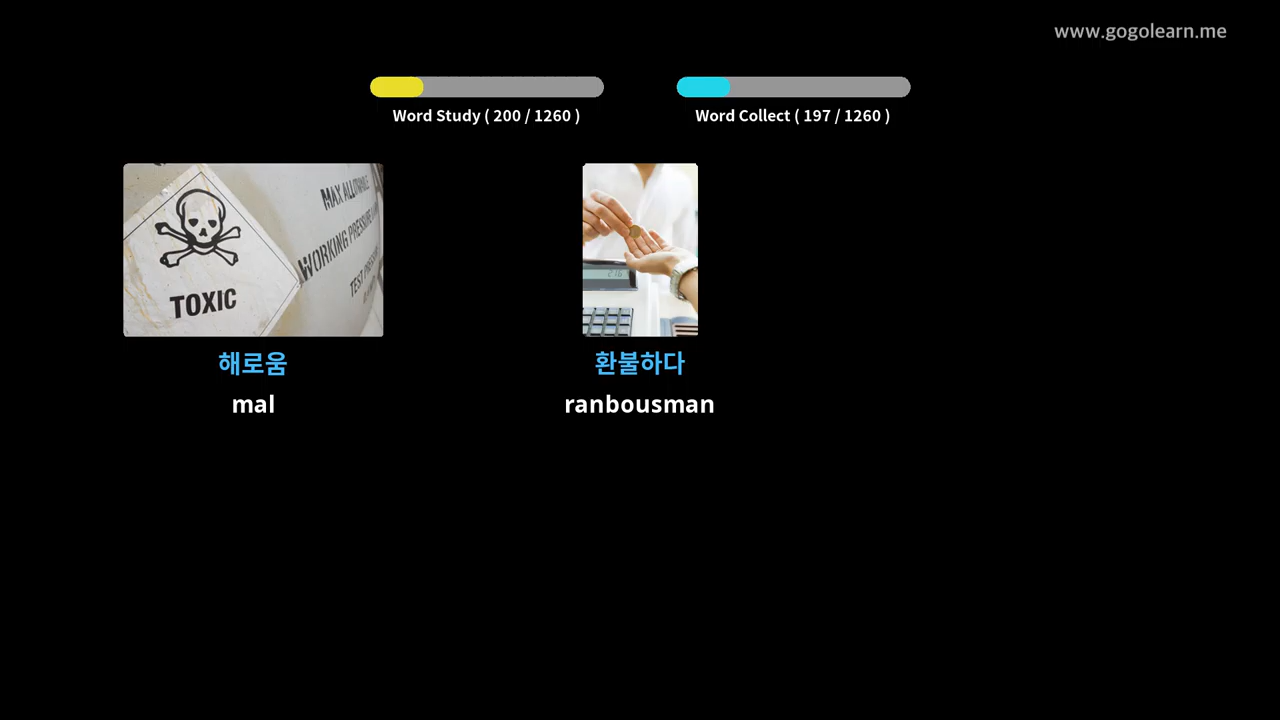 www.gogolearn.me
Word Study ( 200 / 1260 )
Word Collect ( 197 / 1260 )
MAX ALLOWABLE
WORKING PRESSURE
TEST PRESSURE
TOXIC
해로움
mal
환불하다
ranbousman